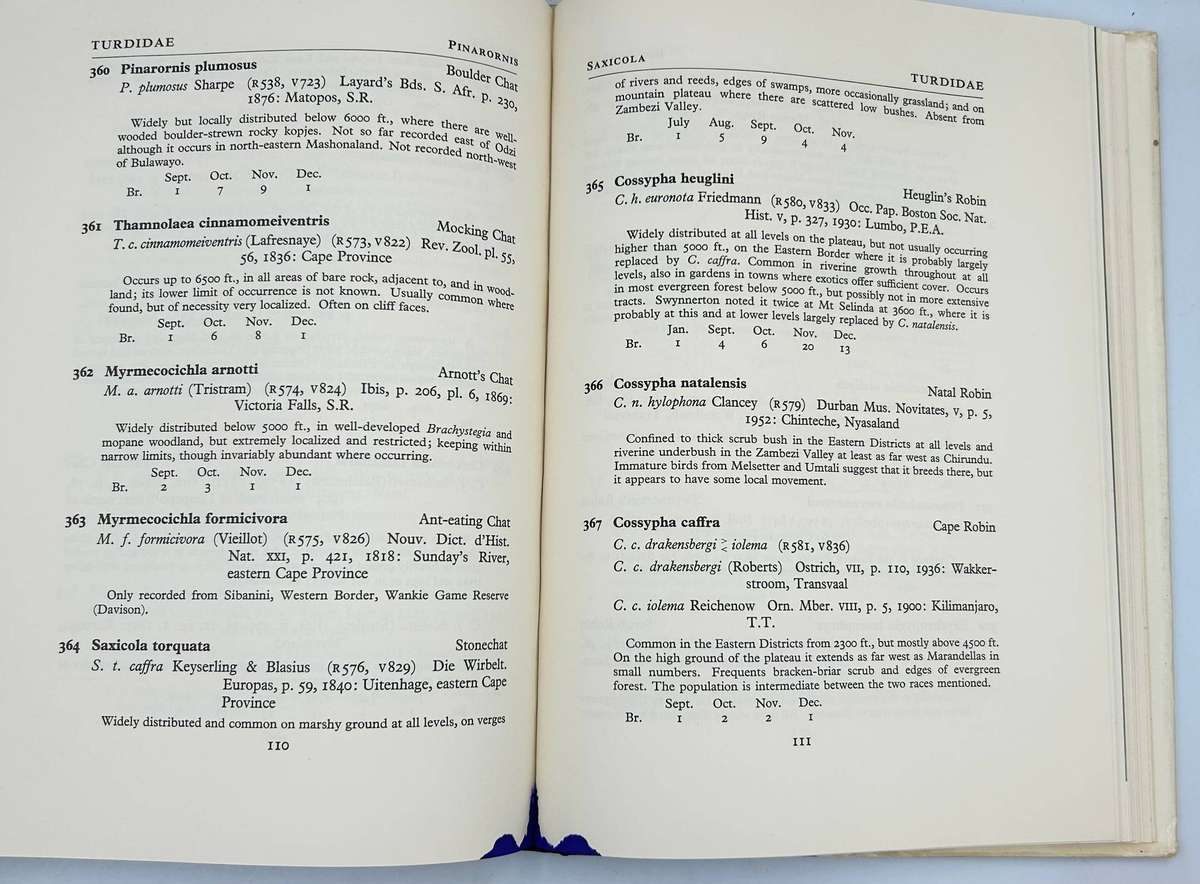 TURDIDAE PINARORNIS
360 Pinarornis plumosus Boulder Chat
P. plumosus Sharpe (R538, V723) Layard's Bds. S. Afr. p. 230,
1876: Matopos, S.R.
Widely but locally distributed below 6000 ft., where there are well-
wooded boulder-strewn rocky kopjes. Not so far recorded east of Odzi
although it occurs in north-eastern Mashonaland. Not recorded north-west
of Bulawayo.
Sept. Oct. Nov. Dec.
Br. 1 7 9 1
361 Thamnolaea cinnamomeiventris Mocking Chat
T. c. cinnamomeiventris (Lafresnaye) (R573, V822) Rev. Zool. pl. 55,
56, 1836: Cape Province
Occurs up to 6500 ft., in all areas of bare rock, adjacent to, and in wood-
land; its lower limit of occurrence is not known. Usually common where
found, but of necessity very localized. Often on cliff faces.
Sept. Oct. Nov. Dec.
Br. 1 6 8 1
362 Myrmecocichla arnotti Arnott's Chat
M. a. arnotti (Tristram) (R574, V824) Ibis, p. 206, pl. 6, 1869:
Victoria Falls, S.R.
Widely distributed below 5000 ft., in well-developed Brachystegia and
mopane woodland, but extremely localized and restricted; keeping within
narrow limits, though invariably abundant where occurring.
Sept. Oct. Nov. Dec.
Br. 2 3 1 1
363 Myrmecocichla formicivora Ant-eating Chat
M. f. formicivora (Vieillot) (R575, V826) Nouv. Dict. d'Hist.
Nat. XXI, p. 421, 1818: Sunday's River,
eastern Cape Province
Only recorded from Sibanini, Western Border, Wankie Game Reserve
(Davison).
364 Saxicola torquata Stonechat
S. t. caffra Keyserling & Blasius (R576, V829) Die Wirbelt.
Europas, p. 59, 1840: Uitenhage, eastern Cape
Province
Widely distributed and common on marshy ground at all levels, on verges
110
SAXICOLA TURDIDAE
of rivers and reeds, edges of swamps, more occasionally grassland; and on
mountain plateau where there are scattered low bushes. Absent from
Zambezi Valley.
July Aug. Sept. Oct. Nov.
Br. 1 5 9 4 4
365 Cossypha heuglini Heuglin's Robin
C. h. euronota Friedmann (R580, V833) Occ. Pap. Boston Soc. Nat.
Hist. v, p. 327, 1930: Lumbo, P.E.A.
Widely distributed at all levels on the plateau, but not usually occurring
higher than 5000 ft., on the Eastern Border where it is probably largely
replaced by C. caffra. Common in riverine growth throughout at all
levels, also in gardens in towns where exotics offer sufficient cover. Occurs
in most evergreen forest below 5000 ft., but possibly not in more extensive
tracts. Swynnerton noted it twice at Mt Selinda at 3600 ft., where it is
probably at this and at lower levels largely replaced by C. natalensis.
Jan. Sept. Oct. Nov. Dec.
Br. 1 4 6 20 13
366 Cossypha natalensis Natal Robin
C. n. hylophona Clancey (R579) Durban Mus. Novitates, v, p. 5,
1952: Chinteche, Nyasaland
Confined to thick scrub bush in the Eastern Districts at all levels and
riverine underbush in the Zambezi Valley at least as far west as Chirundu.
Immature birds from Melsetter and Umtali suggest that it breeds there, but
it appears to have some local movement.
367 Cossypha caffra Cape Robin
C. c. drakensbergi ≷ iolema (R581, V836)
C. c. drakensbergi (Roberts) Ostrich, VII, p. 110, 1936: Wakker-
stroom, Transvaal
C. c. iolema Reichenow Orn. Mber. VIII, p. 5, 1900: Kilimanjaro,
T.T.
Common in the Eastern Districts from 2300 ft., but mostly above 4500 ft.
On the high ground of the plateau it extends as far west as Marandellas in
small numbers. Frequents bracken-briar scrub and edges of evergreen
forest. The population is intermediate between the two races mentioned.
Sept. Oct. Nov. Dec.
Br. 1 2 2 1
111